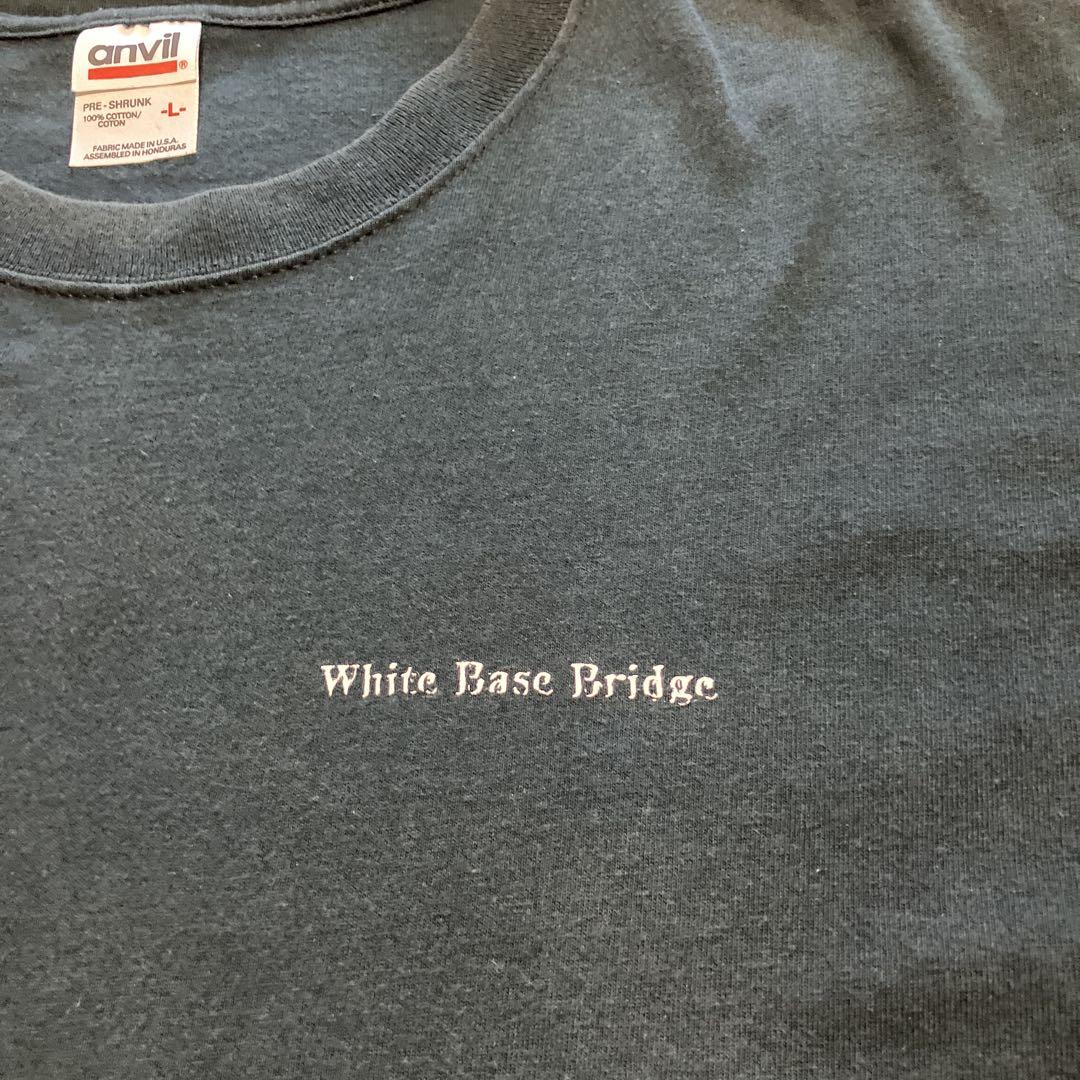 anvil®
PRE-SHRUNK
100% COTTON/
COTON
-L-
FABRIC MADE IN U.S.A.
ASSEMBLED IN HONDURAS
White Base Bridge